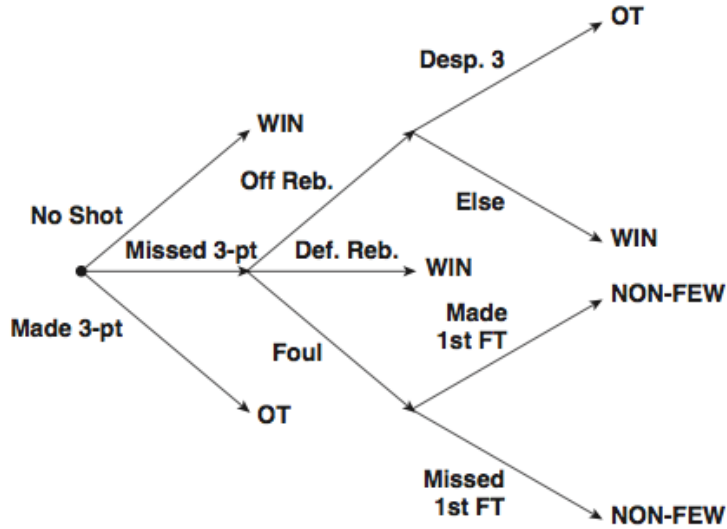 OT
Desp. 3
WIN
Off Reb.
Else
No Shot
WIN
Missed 3-pt
Def. Reb.
WIN
NON-FEW
Made 3-pt
Made
1st FT
Foul
OT
Missed
1st FT
NON-FEW